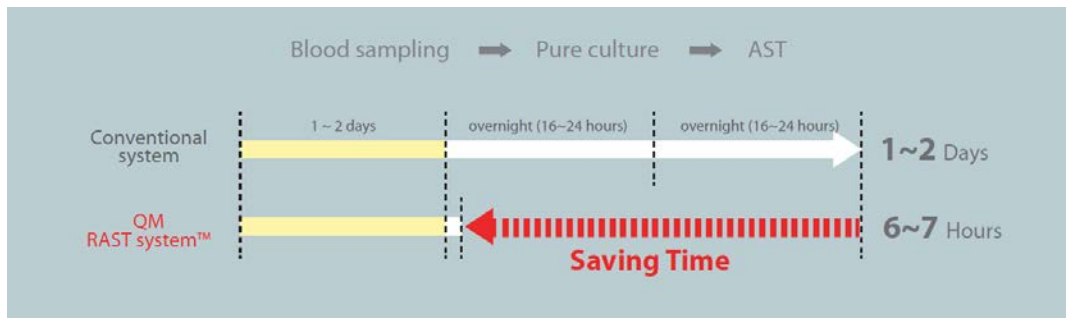 Blood sampling ➡ Pure culture ➡ AST
1 ~ 2 days
overnight (16~24 hours)
overnight (16~24 hours)
Conventional
system
1~2 Days
QM
RAST system™
6~7 Hours
Saving Time